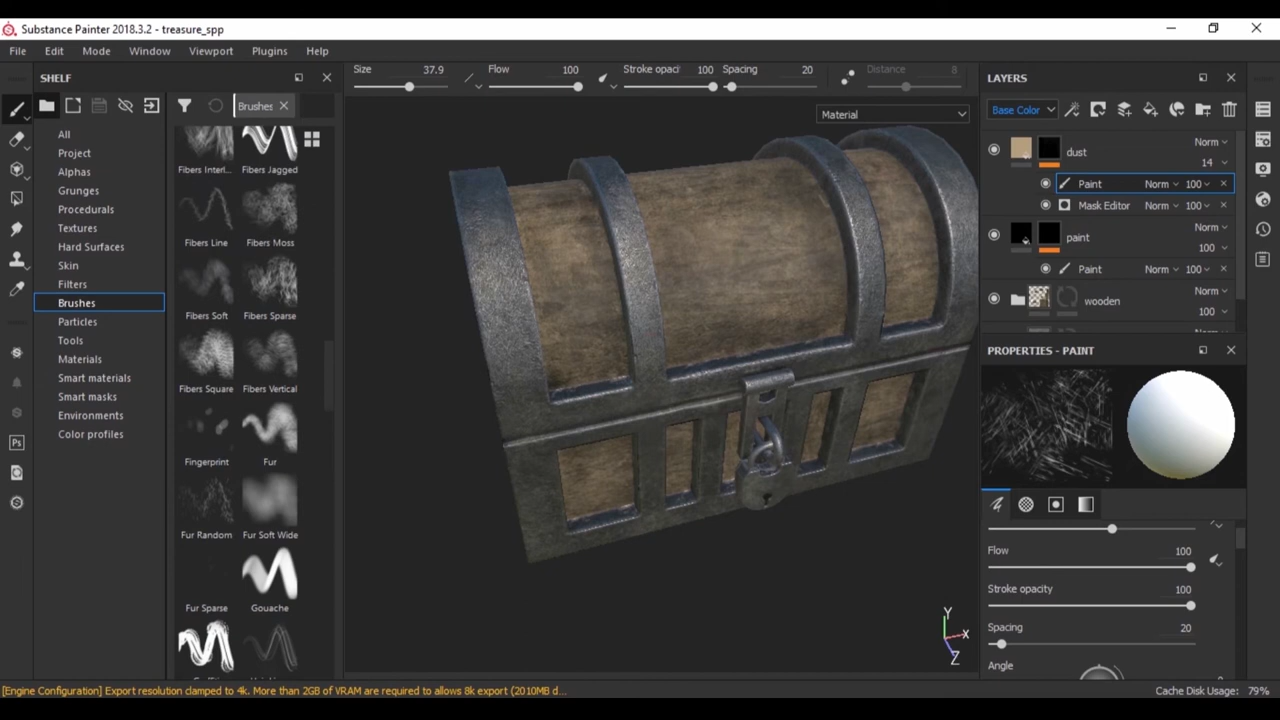 Substance Painter 2018.3.2 - treasure_spp
File Edit Mode Window Viewport Plugins Help
SHELF
Brushes
All
Project
Alphas
Grunges
Procedurals
Textures
Hard Surfaces
Skin
Filters
Brushes
Particles
Tools
Materials
Smart materials
Smart masks
Environments
Color profiles
Fibers Interl... Fibers Jagged
Fibers Line Fibers Moss
Fibers Soft Fibers Sparse
Fibers Square Fibers Vertical
Fingerprint Fur
Fur Random Fur Soft Wide
Fur Sparse Gouache
Size 37.9 Flow 100 Stroke opaci 100 Spacing 20 Distance 8
Material
X
Y
Z
LAYERS
Base Color
dust Norm
14
Paint Norm 100
Mask Editor Norm 100
paint Norm
100
Paint Norm 100
wooden Norm
100
PROPERTIES - PAINT
Flow 100
Stroke opacity 100
Spacing 20
Angle
Ps
[Engine Configuration] Export resolution clamped to 4k. More than 2GB of VRAM are required to allows 8k export (2010MB d...
Cache Disk Usage: 79%